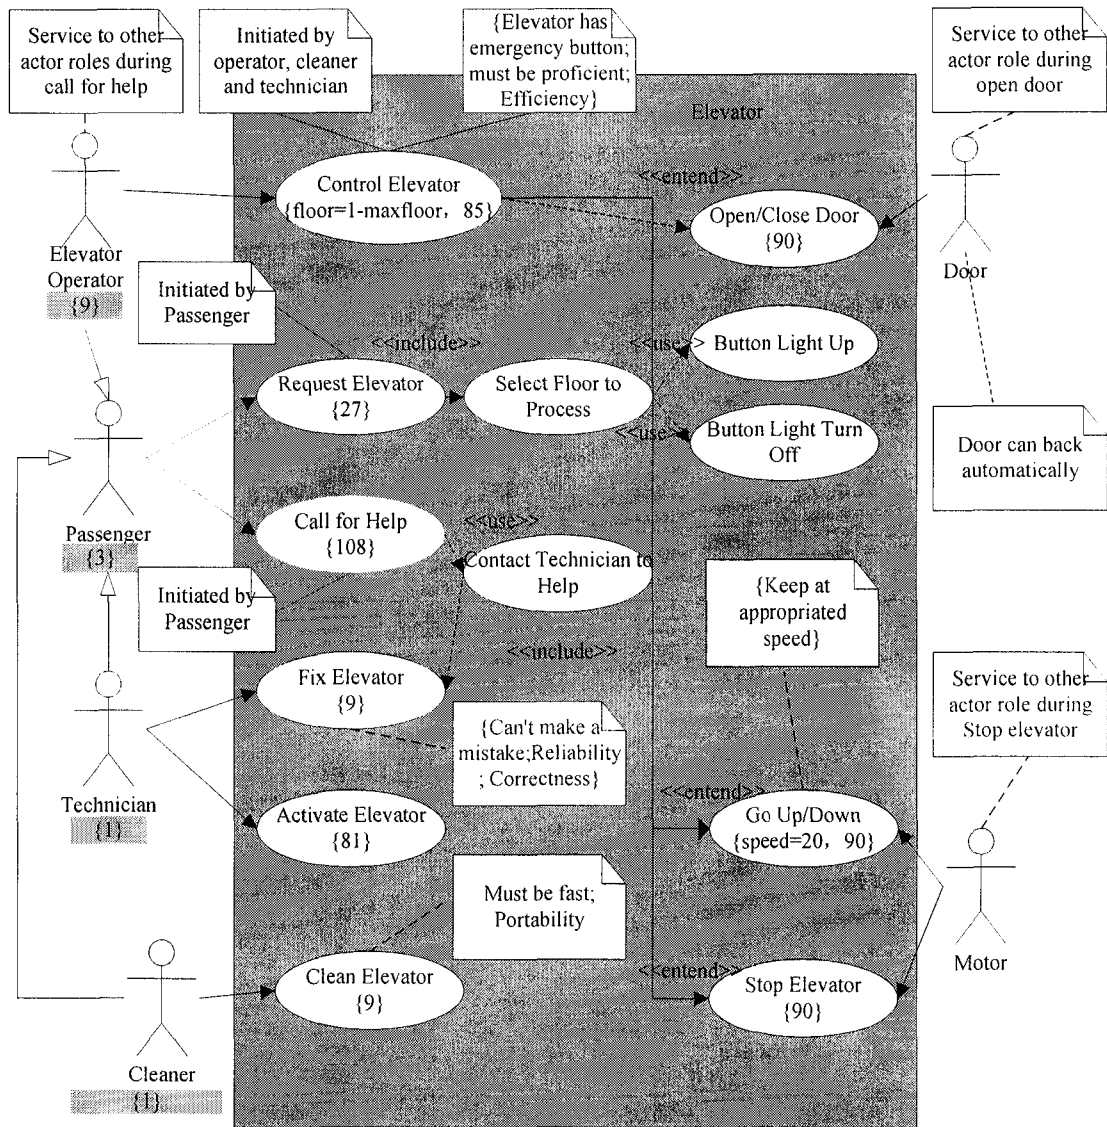 Service to other
actor roles during
call for help
Initiated by
operator, cleaner
and technician
{Elevator has
emergency button;
must be proficient;
Efficiency}
Service to other
actor role during
open door
Elevator
Control Elevator
{floor=1-maxfloor, 85}
<<entend>>
Open/Close Door
{90}
Elevator
Operator
{9}
Door
Initiated by
Passenger
<<include>>
<<use>>
Button Light Up
Request Elevator
{27}
Select Floor to
Process
<<use>
Button Light Turn
Off
Door can back
automatically
Passenger
{3}
Call for Help
{108}
<<use>>
Contact Technician to
Help
Initiated by
Passenger
{Keep at
appropriated
speed}
<<include>>
Fix Elevator
{9}
Service to other
actor role during
Stop elevator
{Can't make a
mistake;Reliability
; Correctness}
Technician
{1}
Activate Elevator
{81}
<<entend>>
Go Up/Down
{speed=20, 90}
Must be fast;
Portability
Motor
Clean Elevator
{9}
<<entend>>
Stop Elevator
{90}
Cleaner
{1}